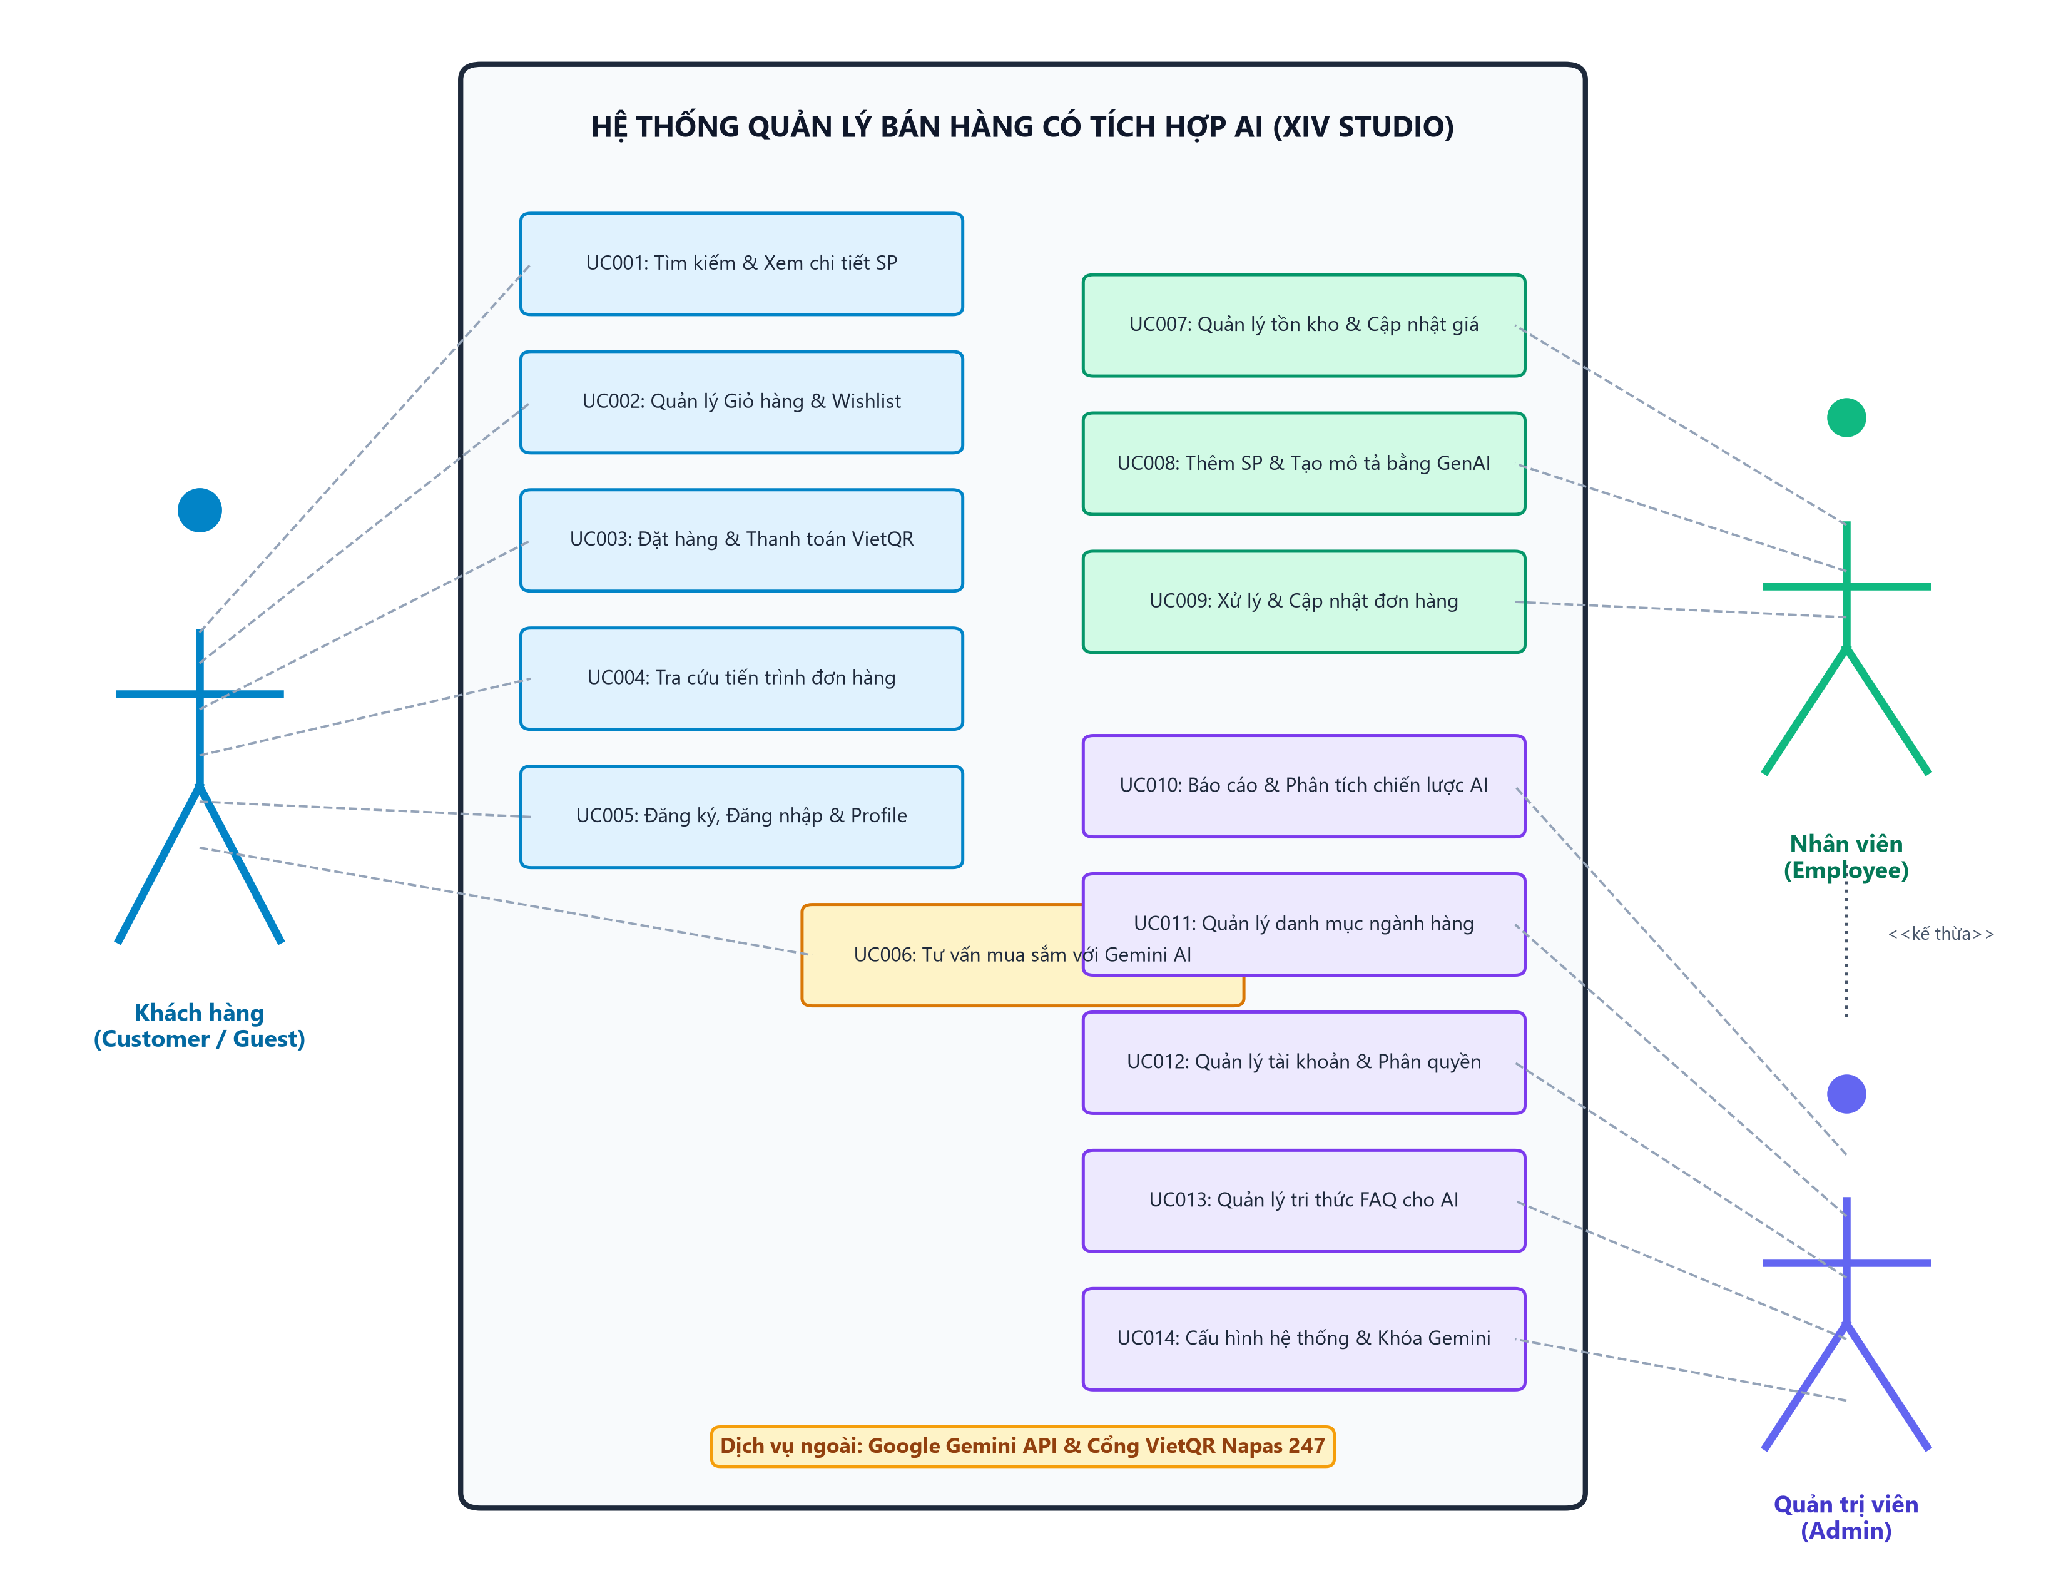 HỆ THỐNG QUẢN LÝ BÁN HÀNG CÓ TÍCH HỢP AI (XIV STUDIO)
UC001: Tìm kiếm & Xem chi tiết SP
UC002: Quản lý Giỏ hàng & Wishlist
UC003: Đặt hàng & Thanh toán VietQR
UC004: Tra cứu tiến trình đơn hàng
UC005: Đăng ký, Đăng nhập & Profile
UC006: Tư vấn mua sắm với Gemini AI
UC007: Quản lý tồn kho & Cập nhật giá
UC008: Thêm SP & Tạo mô tả bằng GenAI
UC009: Xử lý & Cập nhật đơn hàng
UC010: Báo cáo & Phân tích chiến lược AI
UC011: Quản lý danh mục ngành hàng
UC012: Quản lý tài khoản & Phân quyền
UC013: Quản lý tri thức FAQ cho AI
UC014: Cấu hình hệ thống & Khóa Gemini
Dịch vụ ngoài: Google Gemini API & Cổng VietQR Napas 247
Khách hàng
(Customer / Guest)
Nhân viên
(Employee)
<<kế thừa>>
Quản trị viên
(Admin)